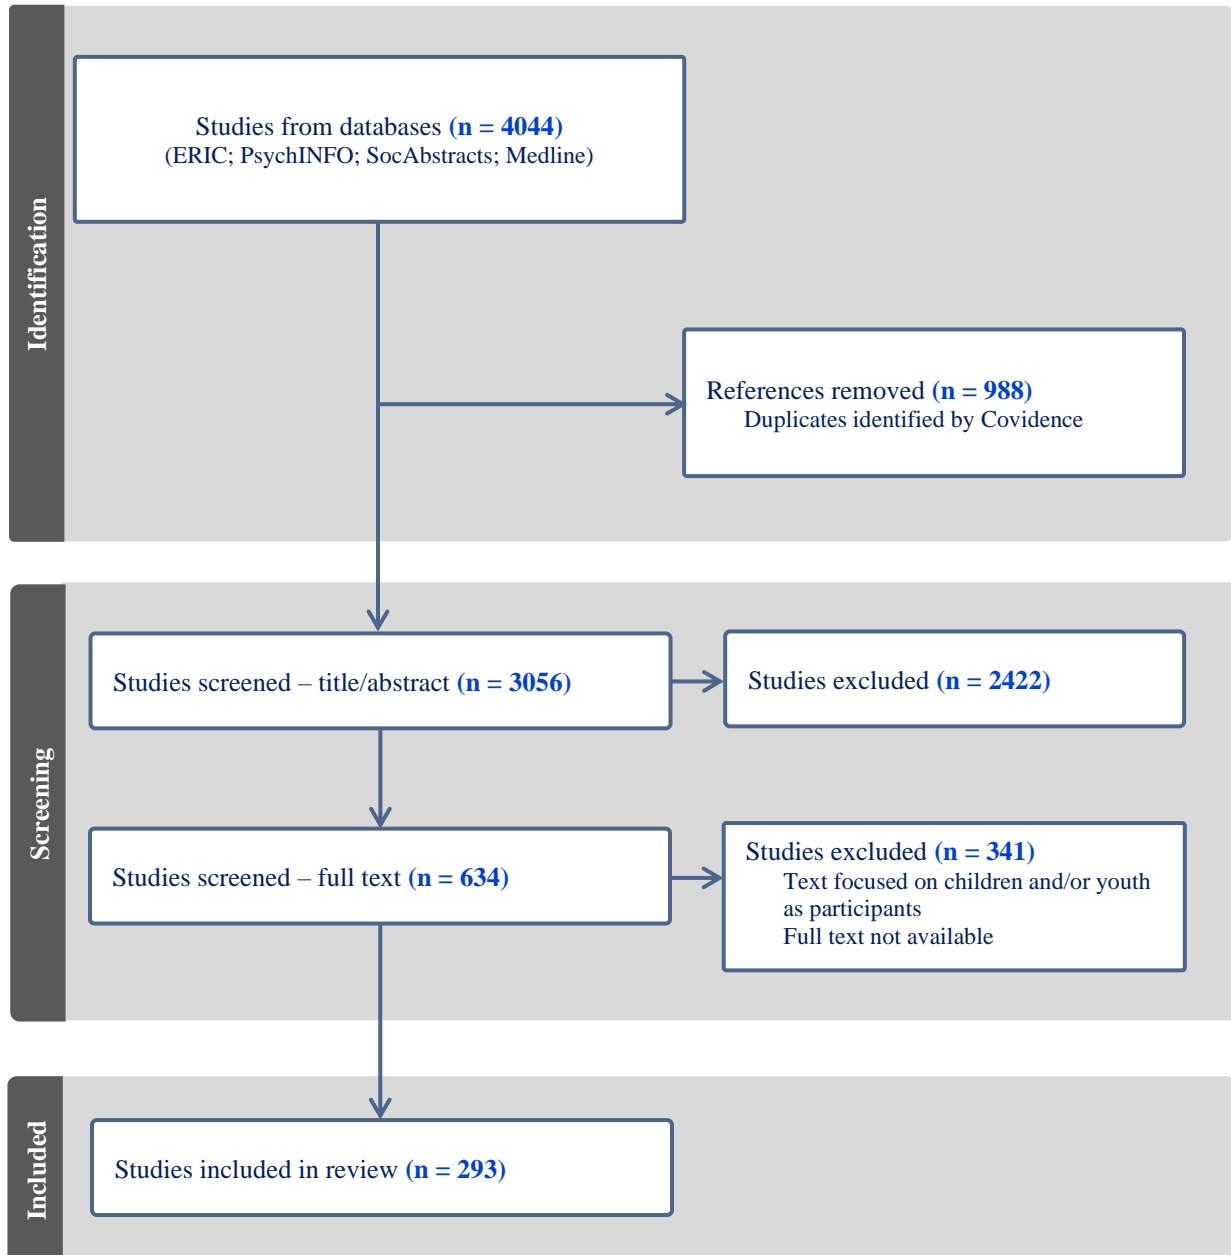 Identification
Studies from databases (n = 4044)
(ERIC; PsychINFO; SocAbstracts; Medline)
References removed (n = 988)
Duplicates identified by Covidence
Screening
Studies screened – title/abstract (n = 3056)
Studies excluded (n = 2422)
Studies screened – full text (n = 634)
Studies excluded (n = 341)
Text focused on children and/or youth
as participants
Full text not available
Included
Studies included in review (n = 293)